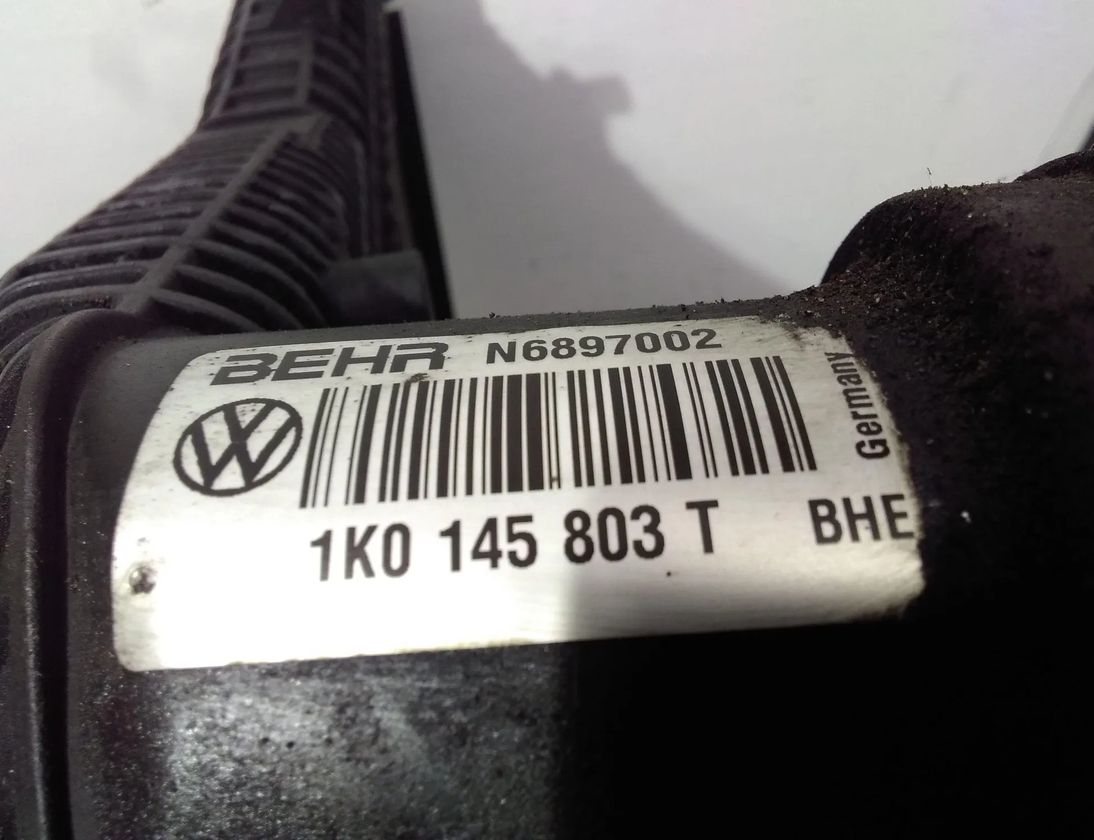 BEHR N6897002
Germany
1K0 145 803 T BHE